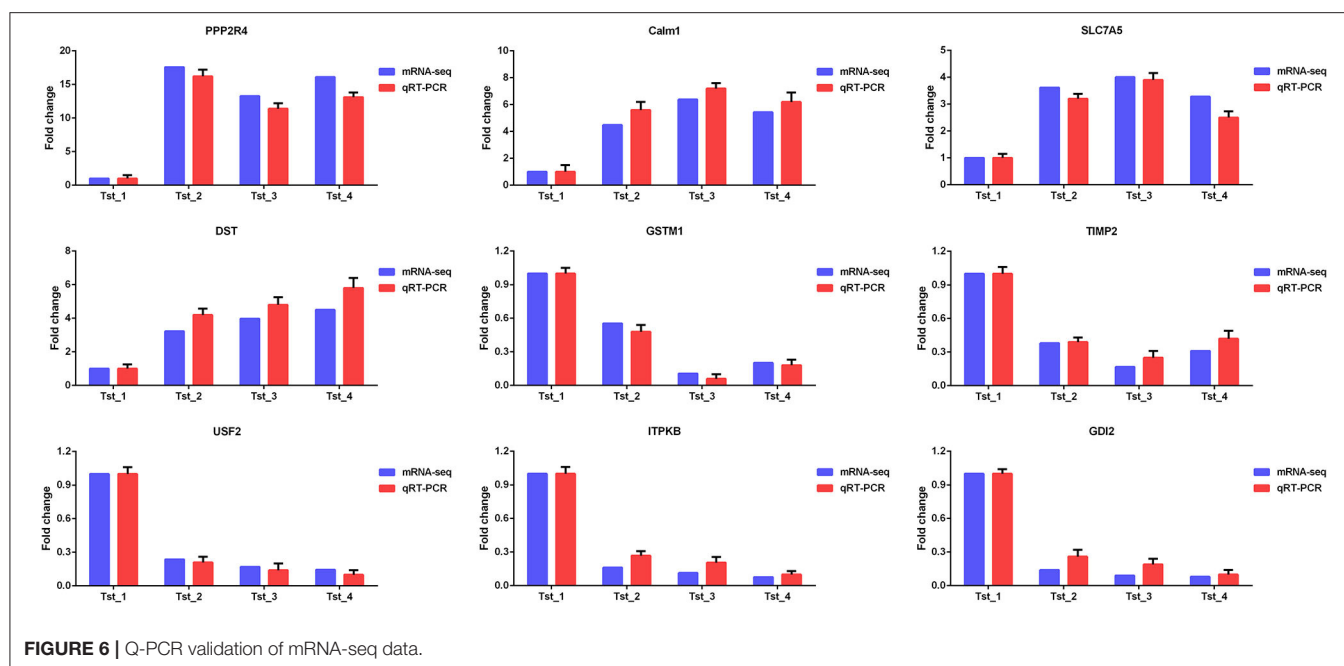 PPP2R4
Fold change
20
15
10
5
0
Tst_1 Tst_2 Tst_3 Tst_4
mRNA-seq
qRT-PCR
Calm1
Fold change
10
8
6
4
2
0
Tst_1 Tst_2 Tst_3 Tst_4
mRNA-seq
qRT-PCR
SLC7A5
Fold change
5
4
3
2
1
0
Tst_1 Tst_2 Tst_3 Tst_4
mRNA-seq
qRT-PCR
DST
Fold change
8
6
4
2
0
Tst_1 Tst_2 Tst_3 Tst_4
mRNA-seq
qRT-PCR
GSTM1
Fold change
1.2
0.9
0.6
0.3
0.0
Tst_1 Tst_2 Tst_3 Tst_4
mRNA-seq
qRT-PCR
TIMP2
Fold change
1.2
0.9
0.6
0.3
0.0
Tst_1 Tst_2 Tst_3 Tst_4
mRNA-seq
qRT-PCR
USF2
Fold change
1.2
0.9
0.6
0.3
0.0
Tst_1 Tst_2 Tst_3 Tst_4
mRNA-seq
qRT-PCR
ITPKB
Fold change
1.2
0.9
0.6
0.3
0.0
Tst_1 Tst_2 Tst_3 Tst_4
mRNA-seq
qRT-PCR
GDI2
Fold change
1.2
0.9
0.6
0.3
0.0
Tst_1 Tst_2 Tst_3 Tst_4
mRNA-seq
qRT-PCR
FIGURE 6 | Q-PCR validation of mRNA-seq data.